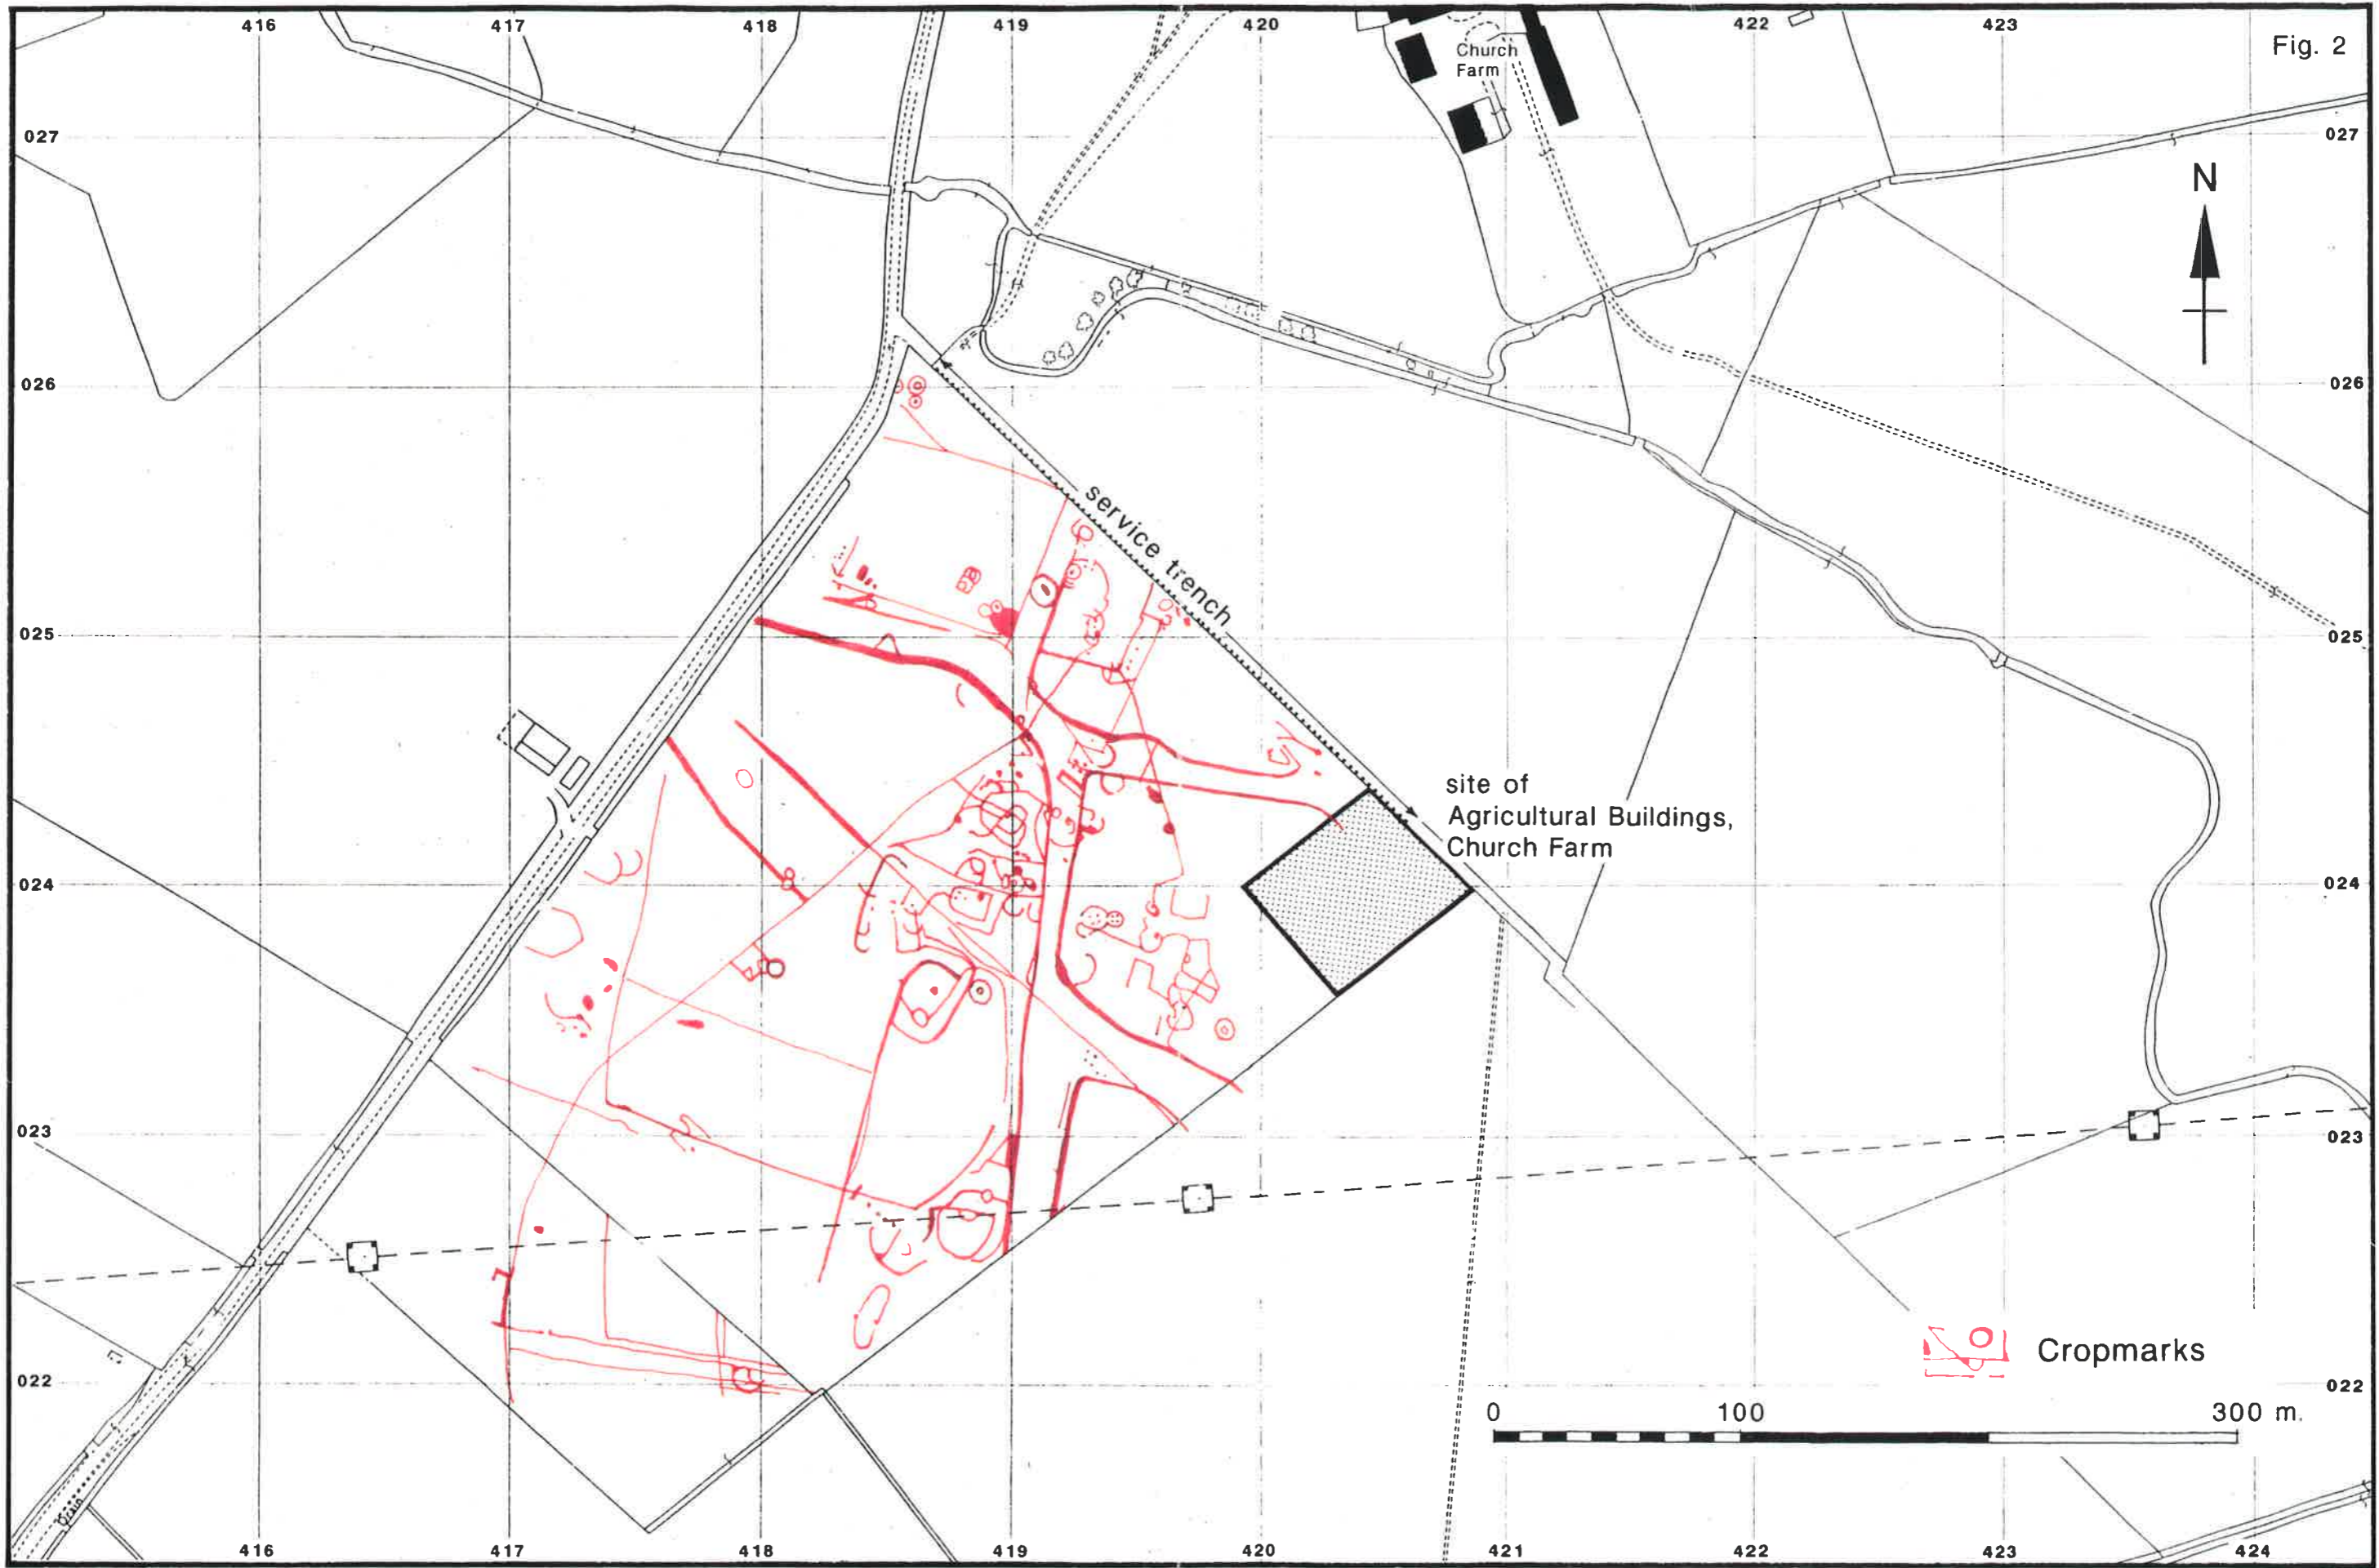 416 417 418 419 420 422 423
Fig. 2
Church
Farm
027 027
N
026 026
service trench
025 025
site of
Agricultural Buildings,
Church Farm
024 024
023 023
Cropmarks
022 022
0 100 300 m.
Drain
416 417 418 419 420 421 422 423 424